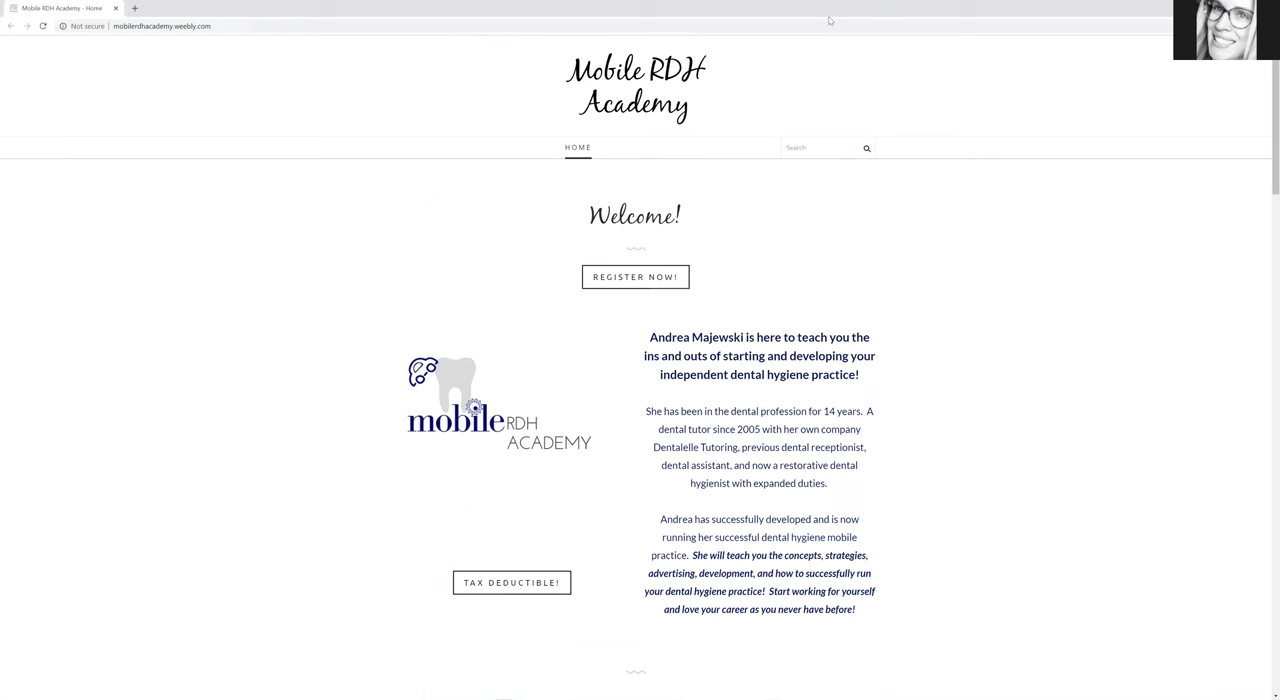 Mobile RDH Academy - Home
Not secure
mobilerdhacademy.weebly.com
Mobile RDH
Academy
HOME
Search
Welcome!
REGISTER NOW!
mobile RDH
ACADEMY
TAX DEDUCTIBLE!
Andrea Majewski is here to teach you the
ins and outs of starting and developing your
independent dental hygiene practice!
She has been in the dental profession for 14 years. A
dental tutor since 2005 with her own company
Dentalelle Tutoring, previous dental receptionist,
dental assistant, and now a restorative dental
hygienist with expanded duties.
Andrea has successfully developed and is now
running her successful dental hygiene mobile
practice. She will teach you the concepts, strategies,
advertising, development, and how to successfully run
your dental hygiene practice! Start working for yourself
and love your career as you never have before!